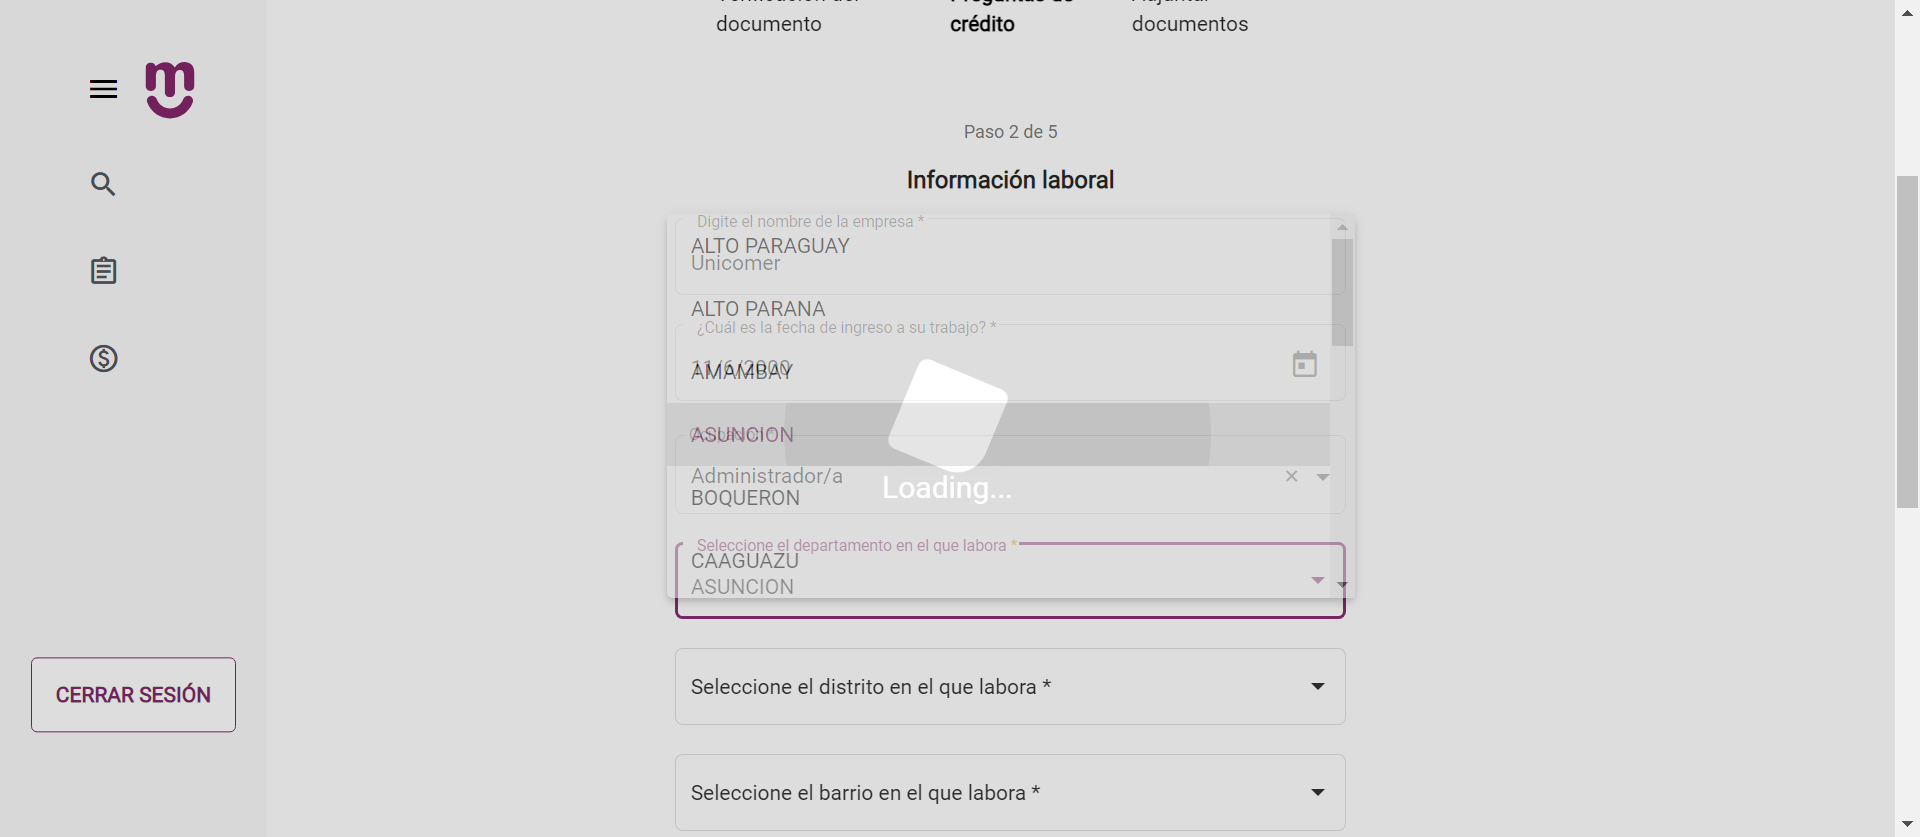 documento
Preguntas de
crédito
Adjuntar
documentos
Paso 2 de 5
Información laboral
Digite el nombre de la empresa *
ALTO PARAGUAY
Unicomer
ALTO PARANA
¿Cuál es la fecha de ingreso a su trabajo? *
AMAMBAY
ASUNCION
Administrador/a
BOQUERON
Loading...
Seleccione el departamento en el que labora *
CAAGUAZU
ASUNCION
Seleccione el distrito en el que labora *
Seleccione el barrio en el que labora *
CERRAR SESIÓN